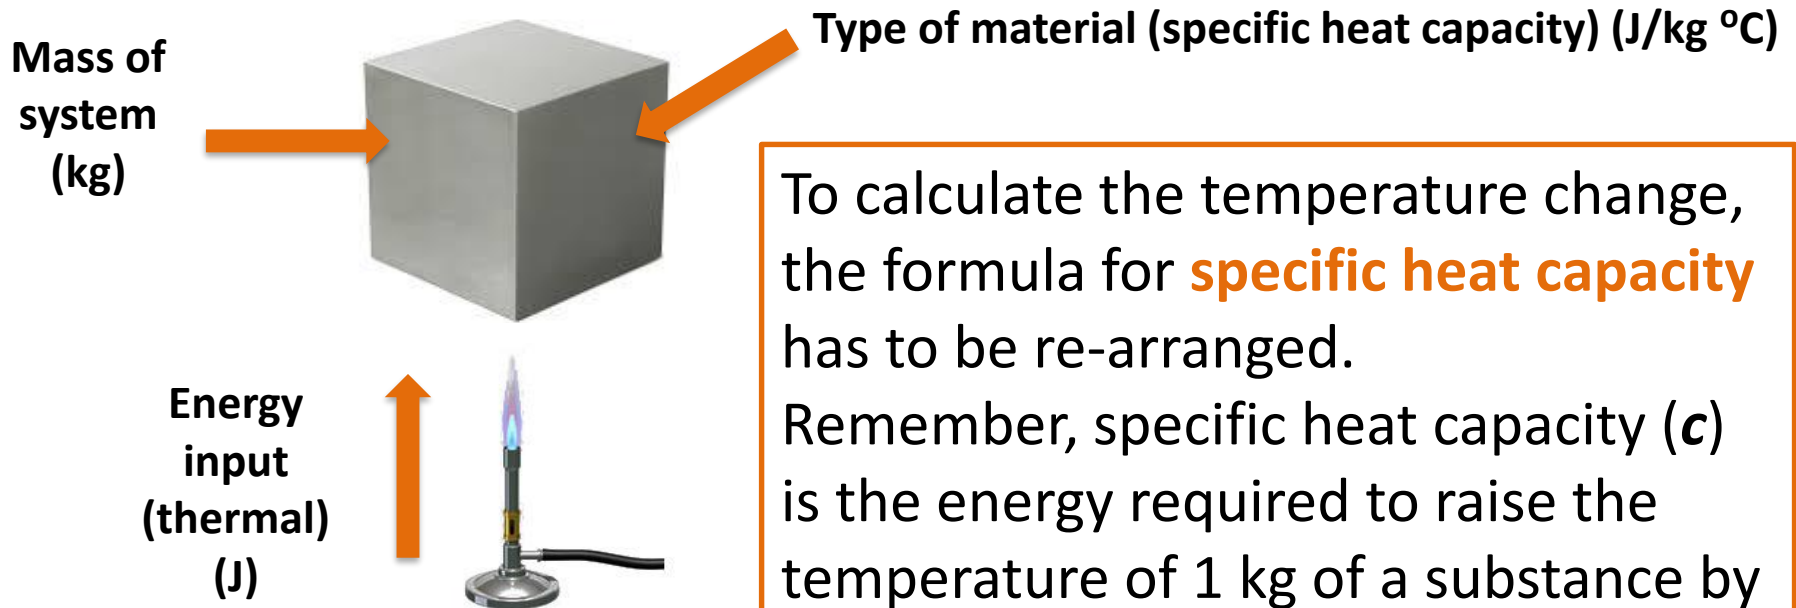 Mass of
system
(kg)
Type of material (specific heat capacity) (J/kg ⁰C)
Energy
input
(thermal)
(J)
To calculate the temperature change,
the formula for specific heat capacity
has to be re-arranged.
Remember, specific heat capacity (c)
is the energy required to raise the
temperature of 1 kg of a substance by